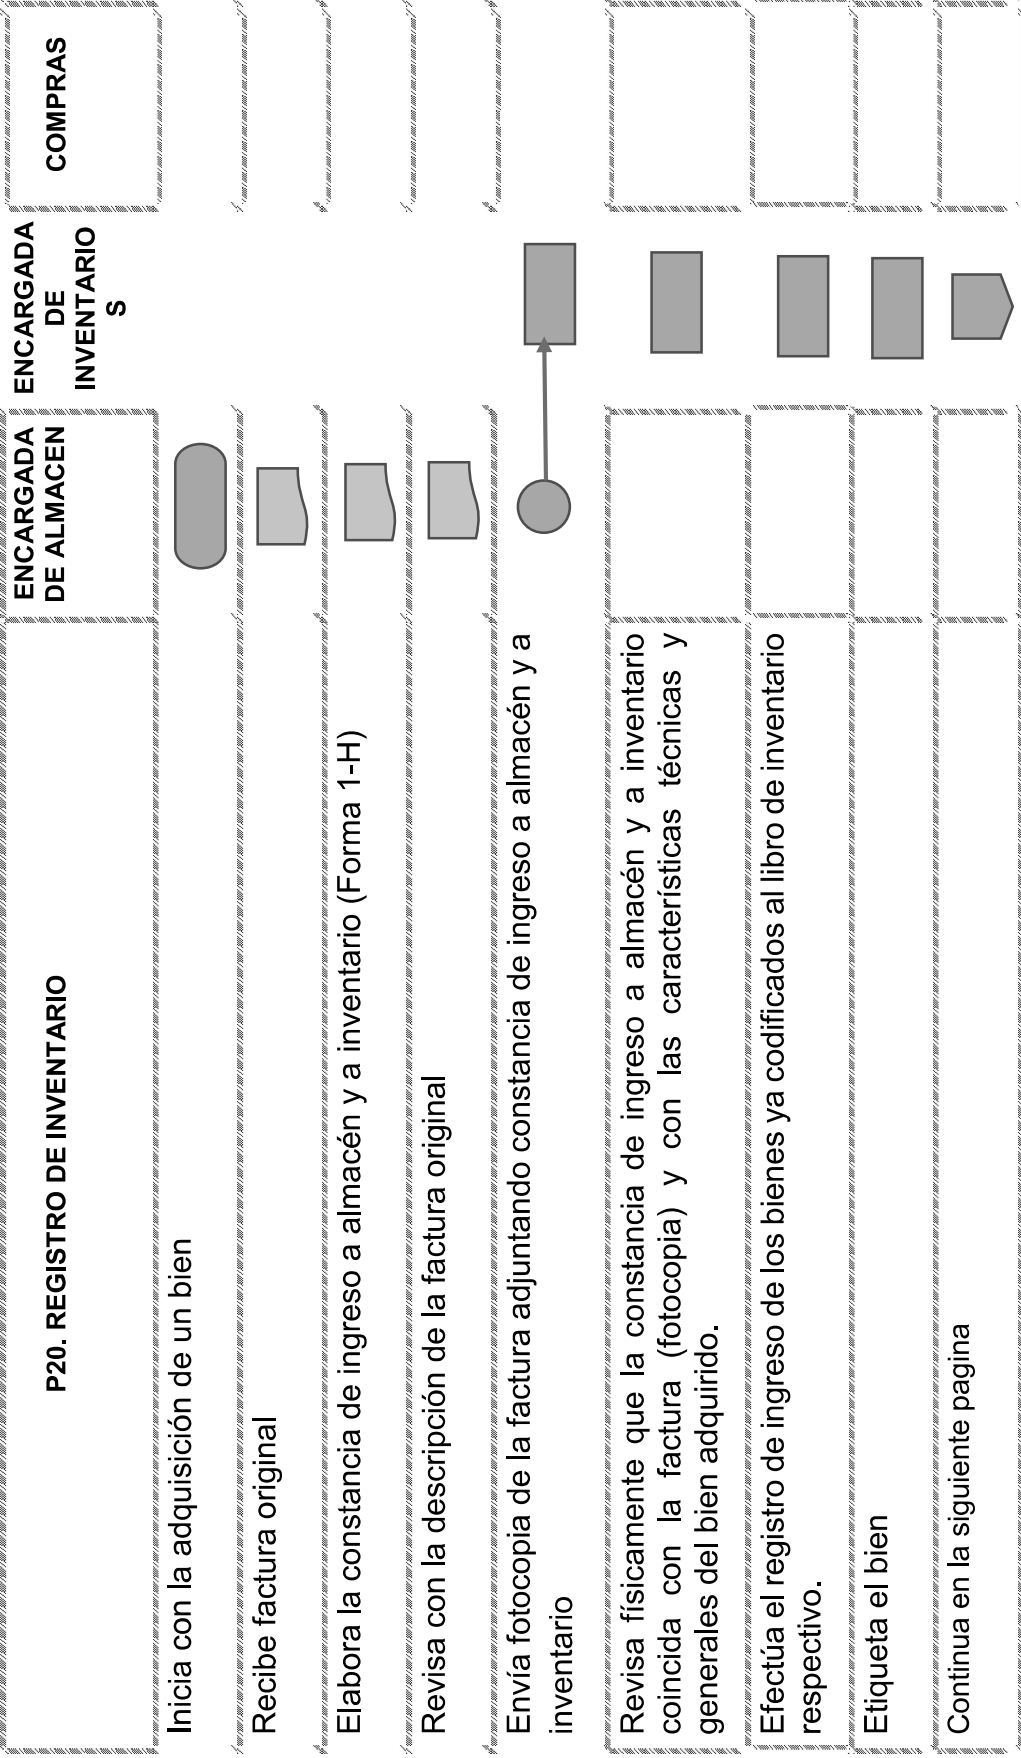 P20. REGISTRO DE INVENTARIO
ENCARGADA
DE ALMACEN
ENCARGADA
DE
INVENTARIO
S
COMPRAS
Inicia con la adquisición de un bien
Recibe factura original
Elabora la constancia de ingreso a almacén y a inventario (Forma 1-H)
Revisa con la descripción de la factura original
Envía fotocopia de la factura adjuntando constancia de ingreso a almacén y a
inventario
Revisa físicamente que la constancia de ingreso a almacén y a inventario
coincida con la factura (fotocopia) y con las características técnicas y
generales del bien adquirido.
Efectúa el registro de ingreso de los bienes ya codificados al libro de inventario
respectivo.
Etiqueta el bien
Continua en la siguiente pagina